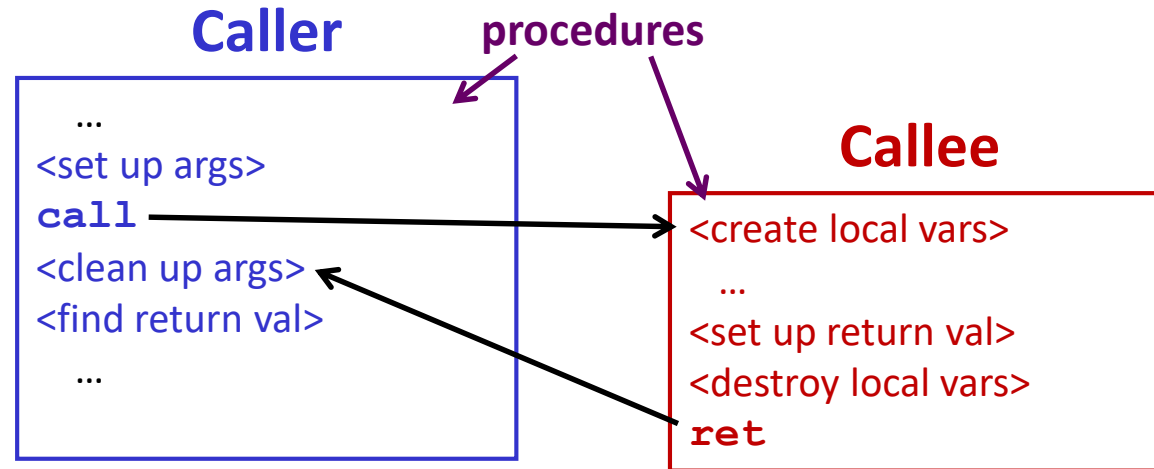 Caller
procedures
...
<set up args>
call
<clean up args>
<find return val>
...
Callee
<create local vars>
...
<set up return val>
<destroy local vars>
ret